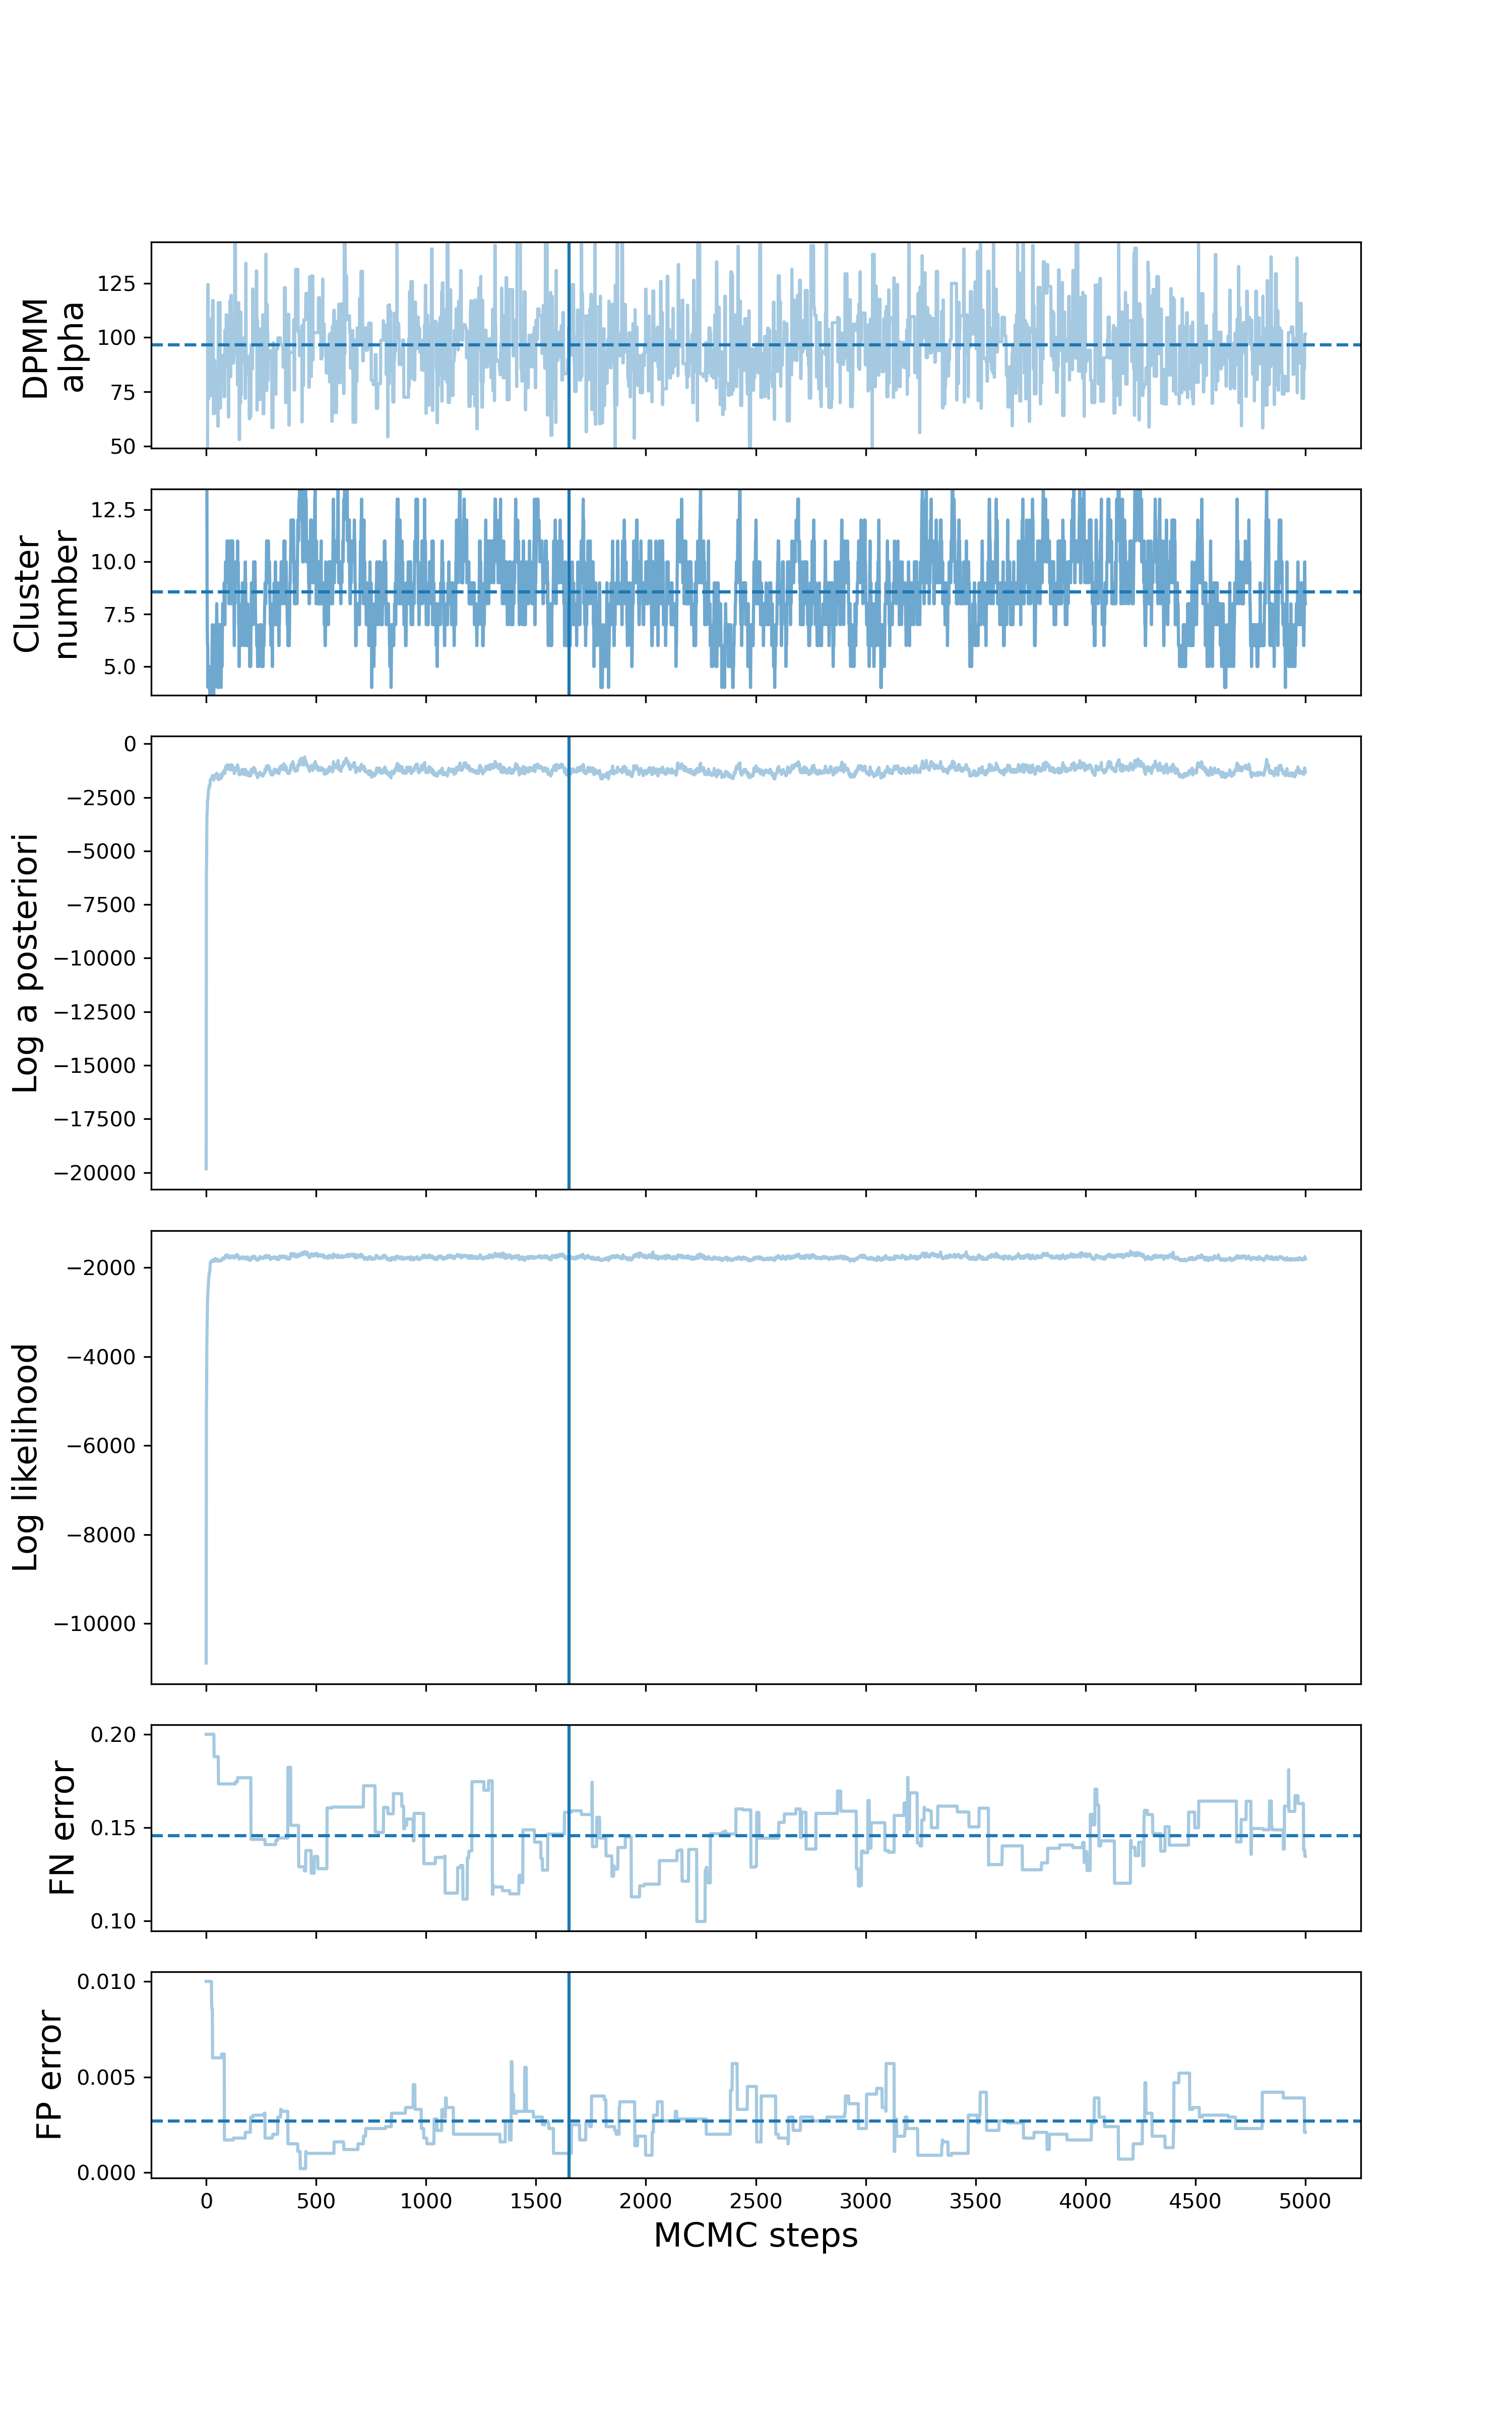 DPMM
alpha
125
100
75
50
Cluster
number
12.5
10.0
7.5
5.0
Log a posteriori
0
−2500
−5000
−7500
−10000
−12500
−15000
−17500
−20000
Log likelihood
−2000
−4000
−6000
−8000
−10000
FN error
0.20
0.15
0.10
FP error
0.010
0.005
0.000
0 500 1000 1500 2000 2500 3000 3500 4000 4500 5000
MCMC steps